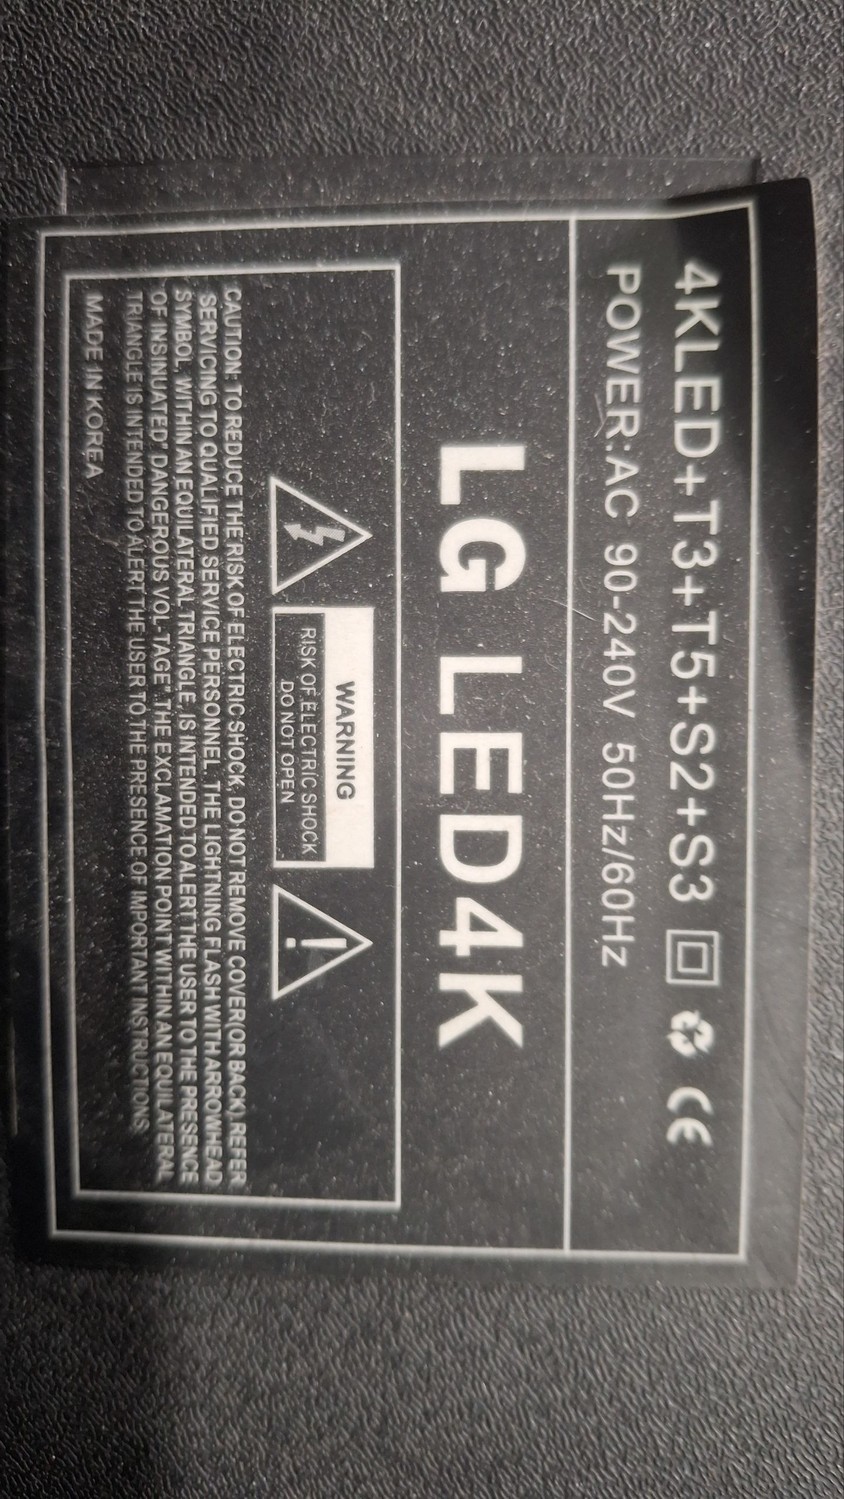 4KLED+T3+T5+S2+S3 CE
POWER:AC 90-240V 50Hz/60Hz
LG LED4K
WARNING
RISK OF ELECTRIC SHOCK
DO NOT OPEN
CAUTION: TO REDUCE THE RISK OF ELECTRIC SHOCK, DO NOT REMOVE COVER(OR BACK).REFER
SERVICING TO QUALIFIED SERVICE PERSONNEL, THE LIGHTNING FLASH WITH ARROWHEAD
SYMBOL, WITHIN AN EQUILATERAL TRIANGLE, IS INTENDED TO ALERT THE USER TO THE PRESENCE
OF INSINUATED" DANGEROUS VOL-TAGE".THE EXCLAMATION POINT WITHIN AN EQUILATERAL
TRIANGLE IS INTENDED TO ALERT THE USER TO THE PRESENCE OF IMPORTANT INSTRUCTIONS
MADE IN KOREA